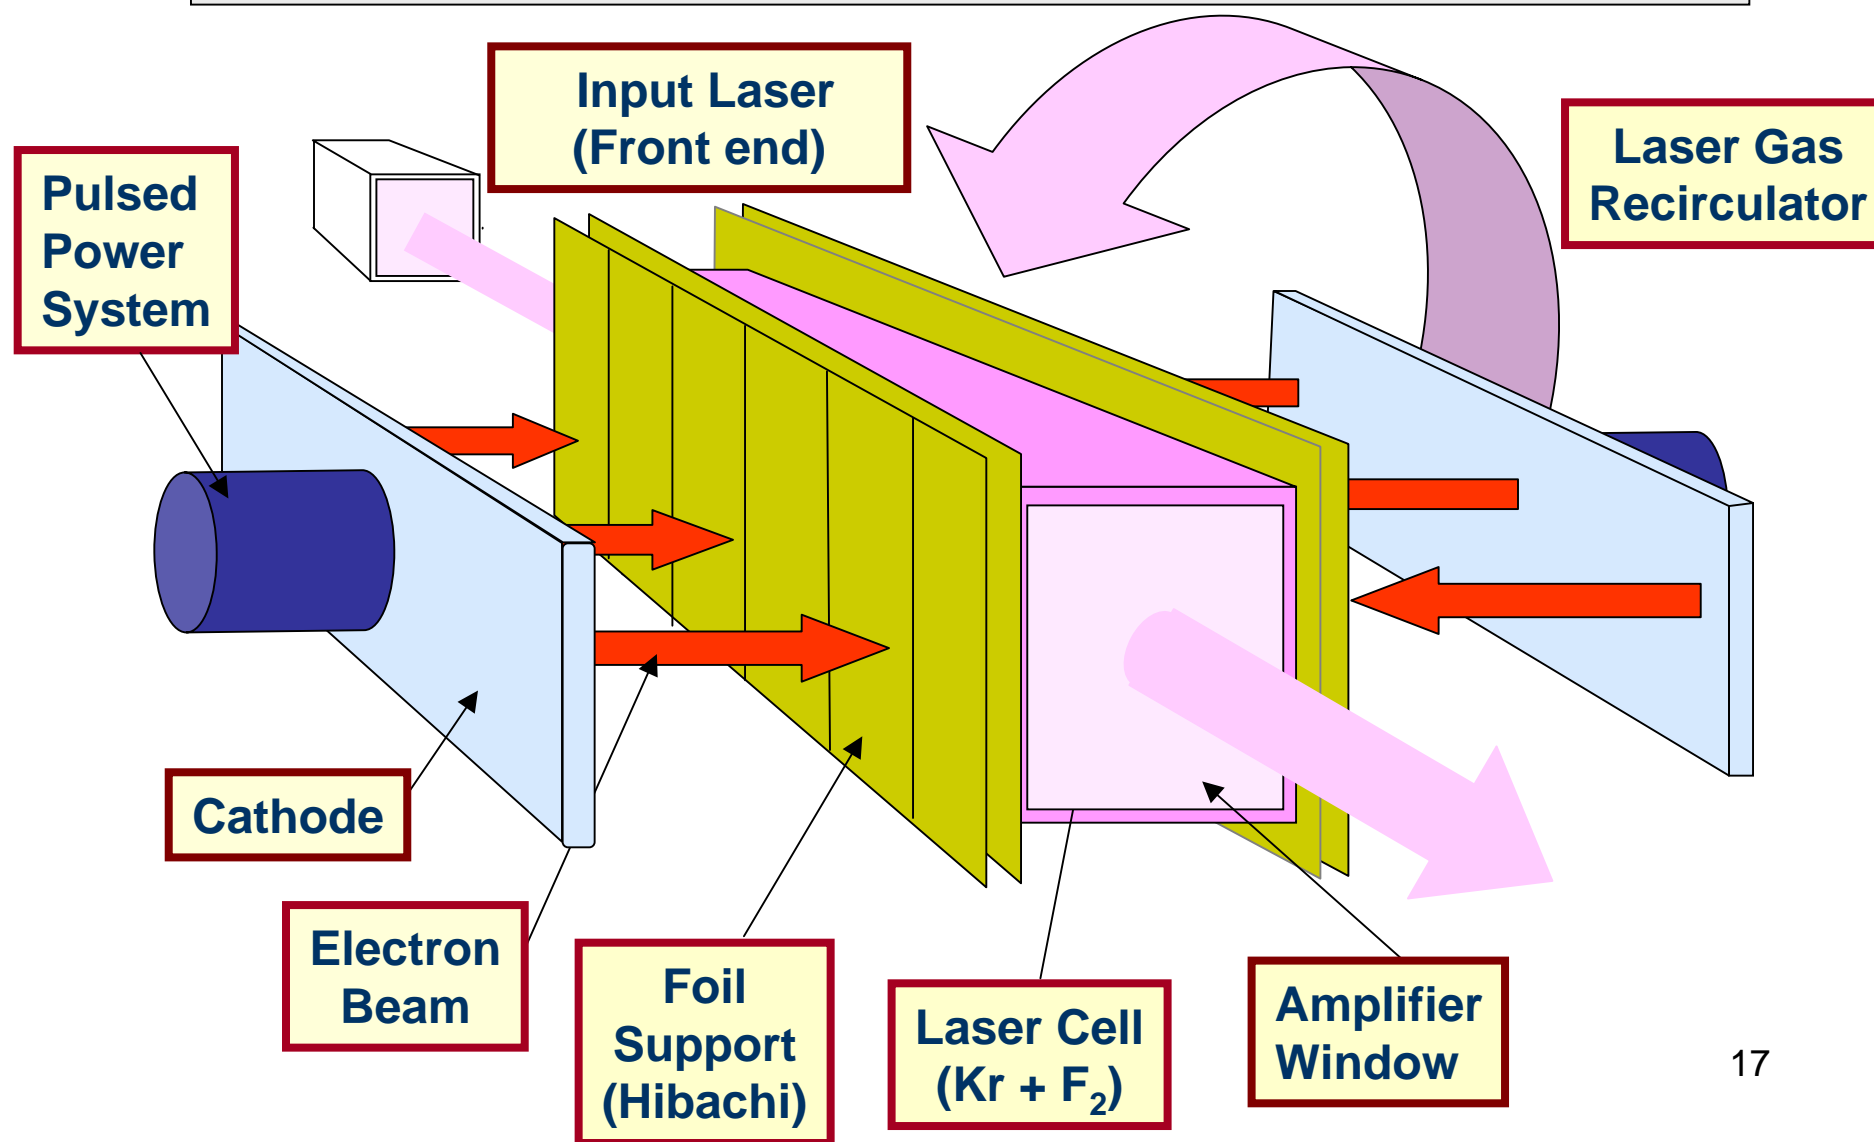 Input Laser
(Front end)
Laser Gas
Recirculator
Pulsed
Power
System
Cathode
Electron
Beam
Foil
Support
(Hibachi)
Laser Cell
(Kr + F₂)
Amplifier
Window
17